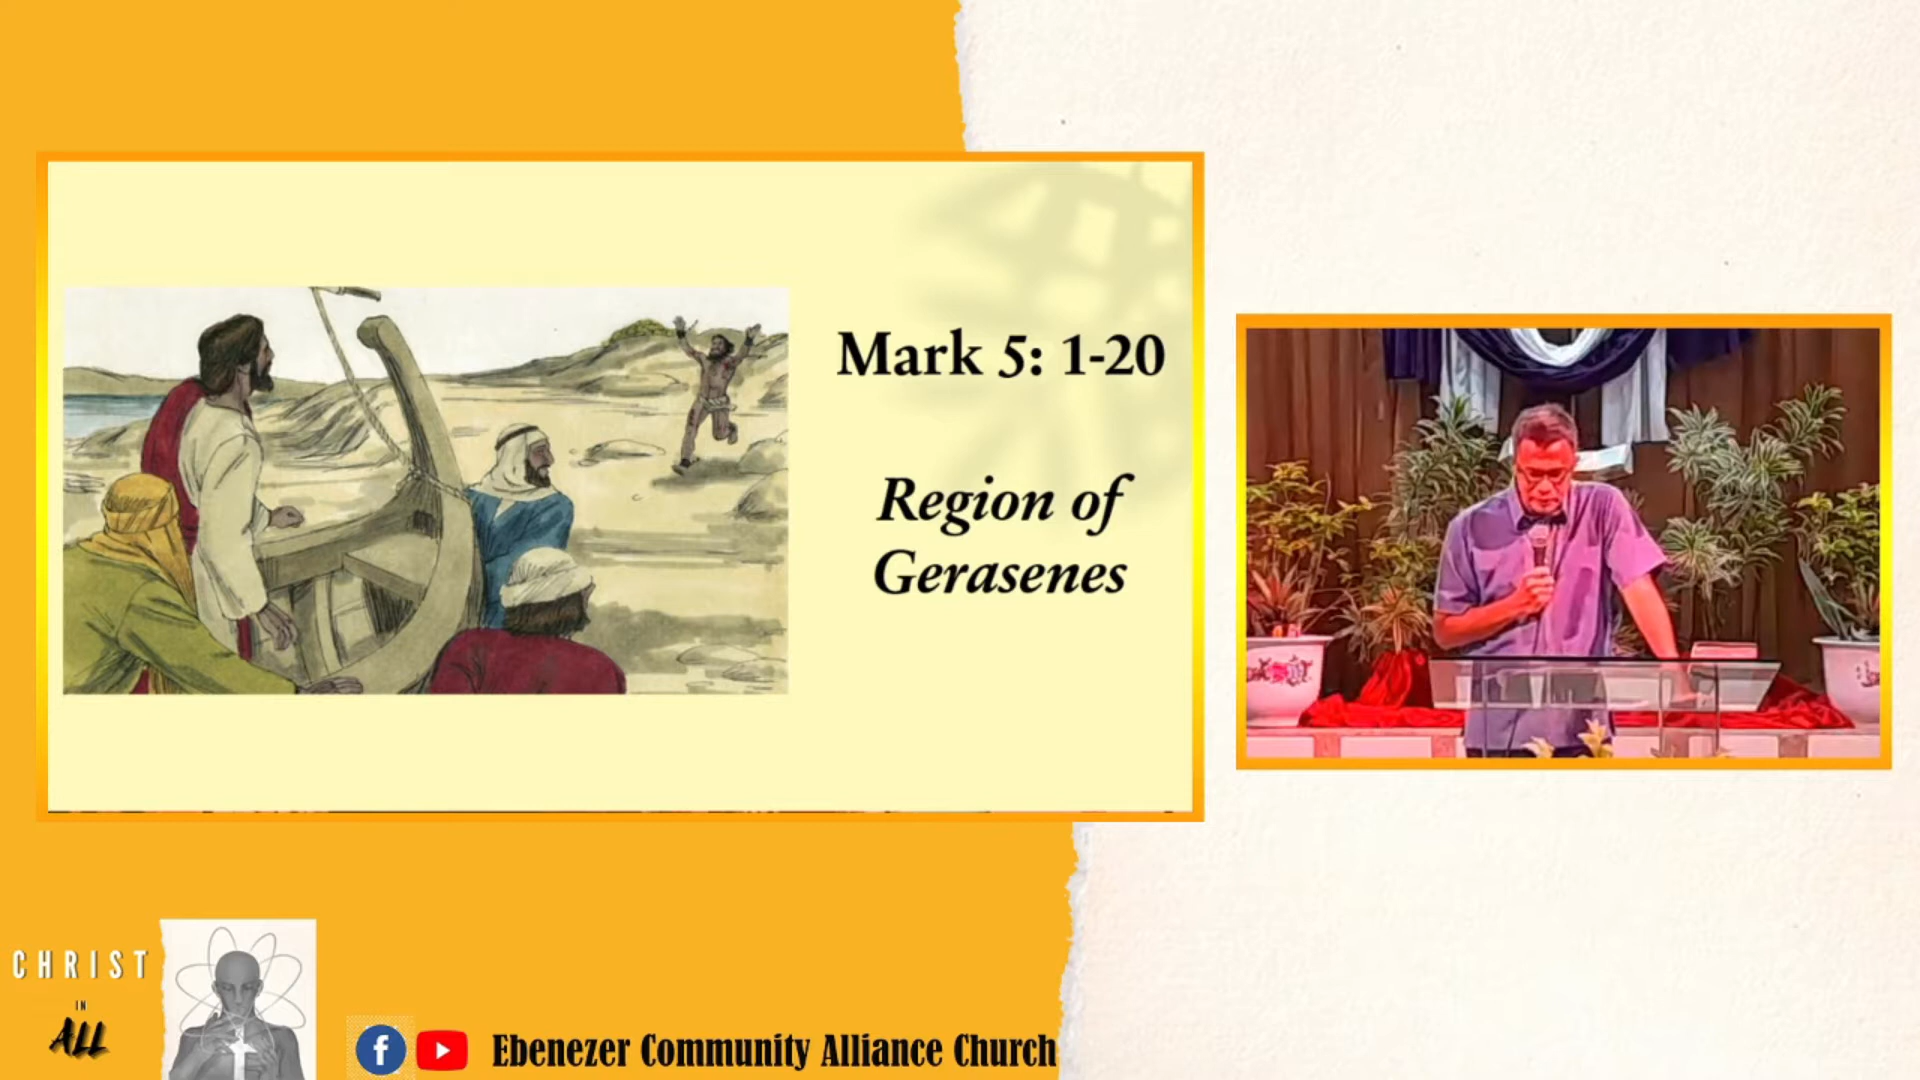 Mark 5: 1-20
Region of
Gerasenes
CHRIST
IN
ALL
Ebenezer Community Alliance Church